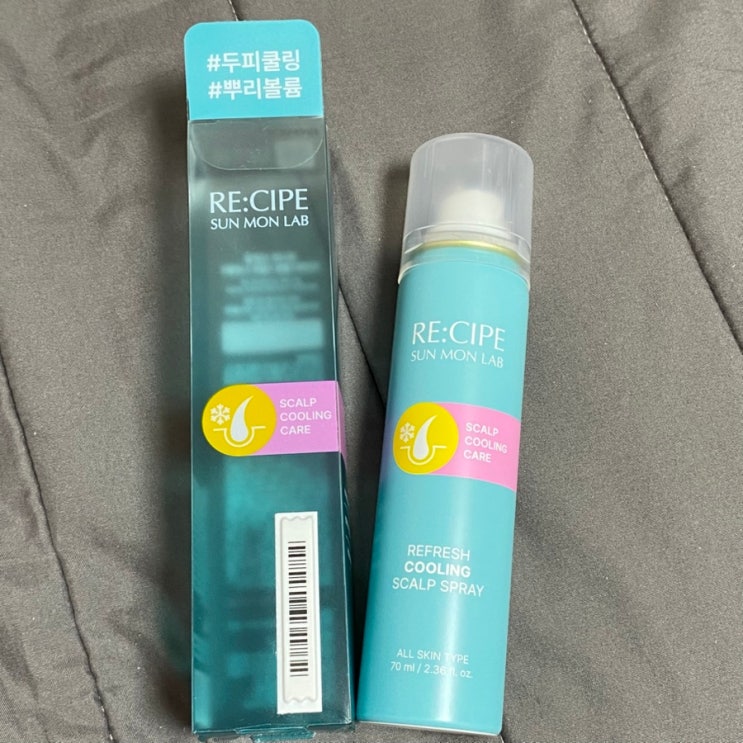 #두피쿨링
#뿌리볼륨
RE:CIPE
SUN MON LAB
SCALP
COOLING
CARE
RE:CIPE
SUN MON LAB
SCALP
COOLING
CARE
REFRESH
COOLING
SCALP SPRAY
ALL SKIN TYPE
70 ml / 2.36 fl. oz.